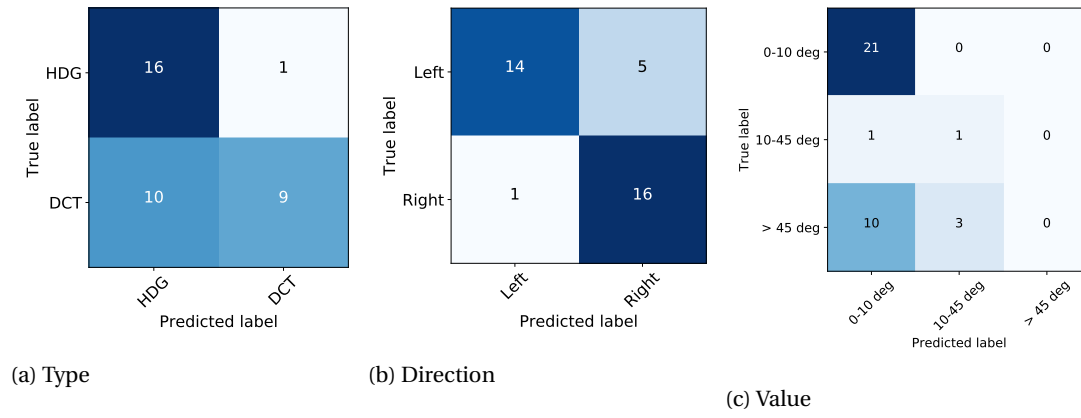 True label
HDG
16
1
DCT
10
9
HDG
DCT
Predicted label
(a) Type
True label
Left
14
5
Right
1
16
Left
Right
Predicted label
(b) Direction
True label
0-10 deg
21
0
0
10-45 deg
1
1
0
> 45 deg
10
3
0
0-10 deg
10-45 deg
> 45 deg
Predicted label
(c) Value